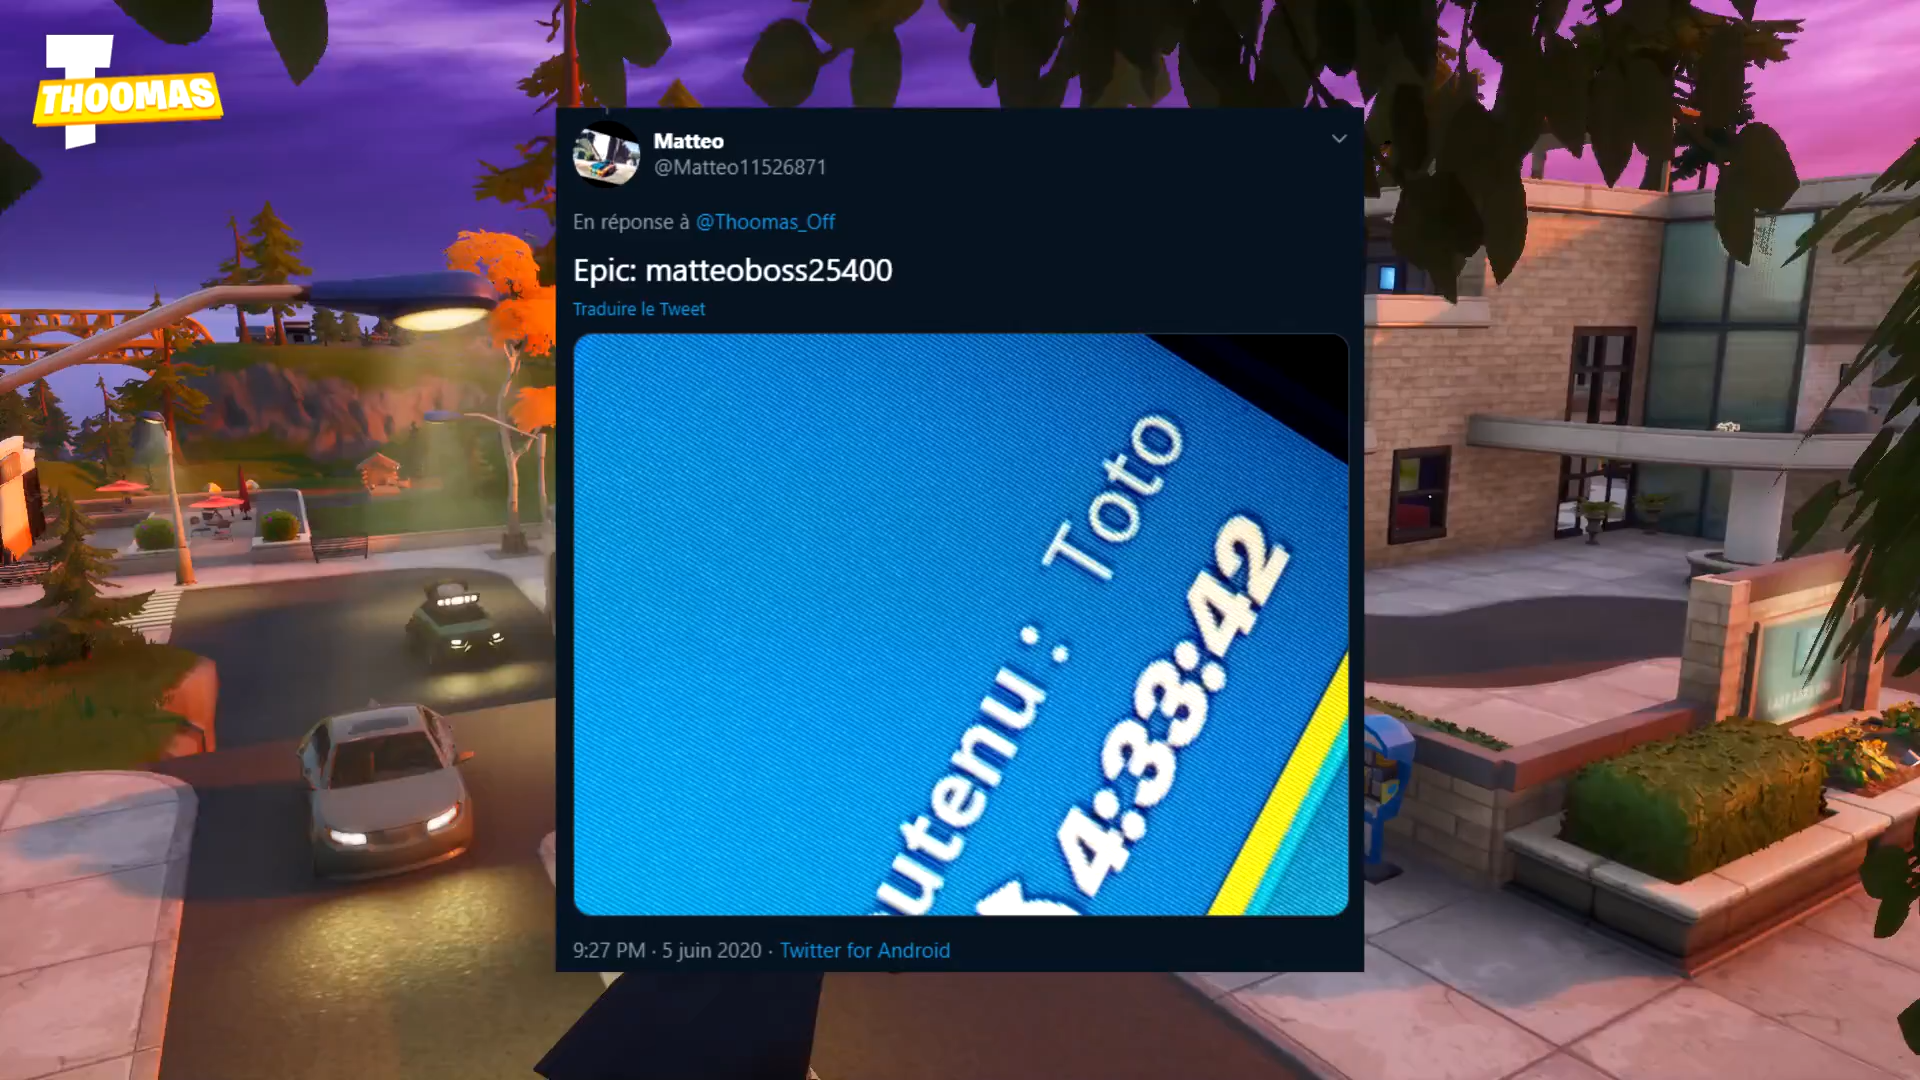 T
THOOMAS
Matteo
@Matteo11526871
En réponse à @Thoomas_Off
Epic: matteoboss25400
Traduire le Tweet
utenu : Toto
4:33:42
9:27 PM · 5 juin 2020 · Twitter for Android